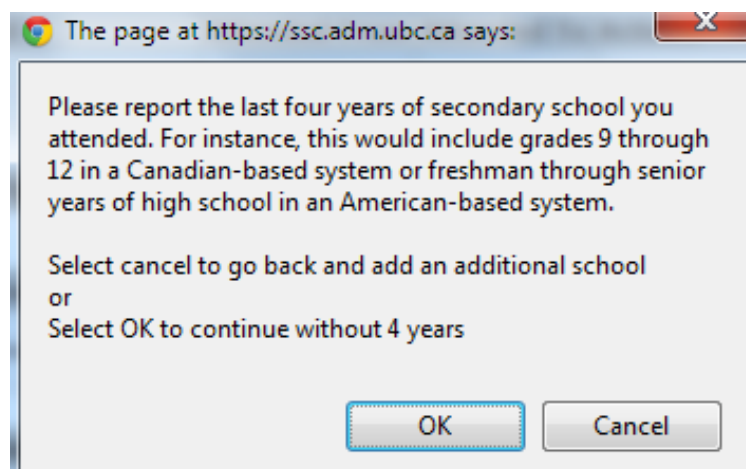 The page at https://ssc.adm.ubc.ca says:
Please report the last four years of secondary school you
attended. For instance, this would include grades 9 through
12 in a Canadian-based system or freshman through senior
years of high school in an American-based system.
Select cancel to go back and add an additional school
or
Select OK to continue without 4 years
OK
Cancel